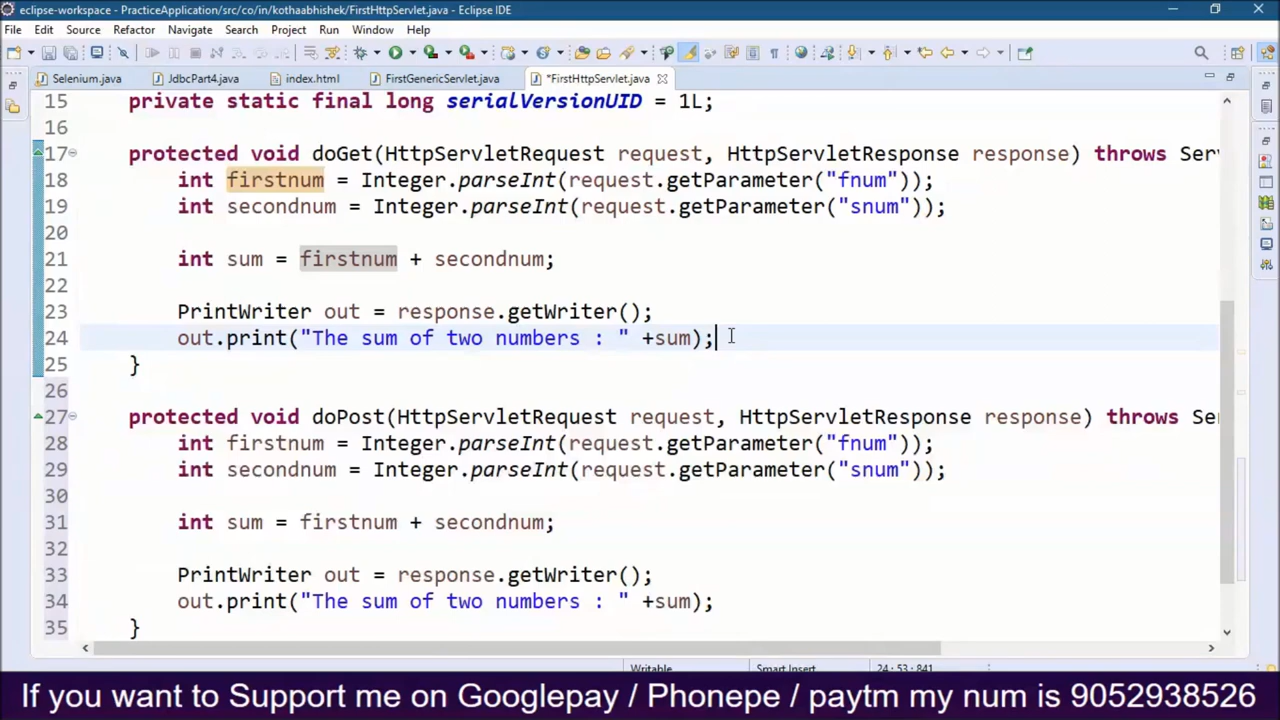 eclipse-workspace - PracticeApplication/src/co/in/kothaabhishek/FirstHttpServlet.java - Eclipse IDE
File Edit Source Refactor Navigate Search Project Run Window Help
Selenium.java JdbcPart4.java index.html FirstGenericServlet.java *FirstHttpServlet.java
15 private static final long serialVersionUID = 1L;
16
17 protected void doGet(HttpServletRequest request, HttpServletResponse response) throws Serv
18 int firstnum = Integer.parseInt(request.getParameter("fnum"));
19 int secondnum = Integer.parseInt(request.getParameter("snum"));
20
21 int sum = firstnum + secondnum;
22
23 PrintWriter out = response.getWriter();
24 out.print("The sum of two numbers : " +sum);
25 }
26
27 protected void doPost(HttpServletRequest request, HttpServletResponse response) throws Se
28 int firstnum = Integer.parseInt(request.getParameter("fnum"));
29 int secondnum = Integer.parseInt(request.getParameter("snum"));
30
31 int sum = firstnum + secondnum;
32
33 PrintWriter out = response.getWriter();
34 out.print("The sum of two numbers : " +sum);
35 }
Writable Smart Insert 24 : 53 : 841
If you want to Support me on Googlepay / Phonepe / paytm my num is 9052938526